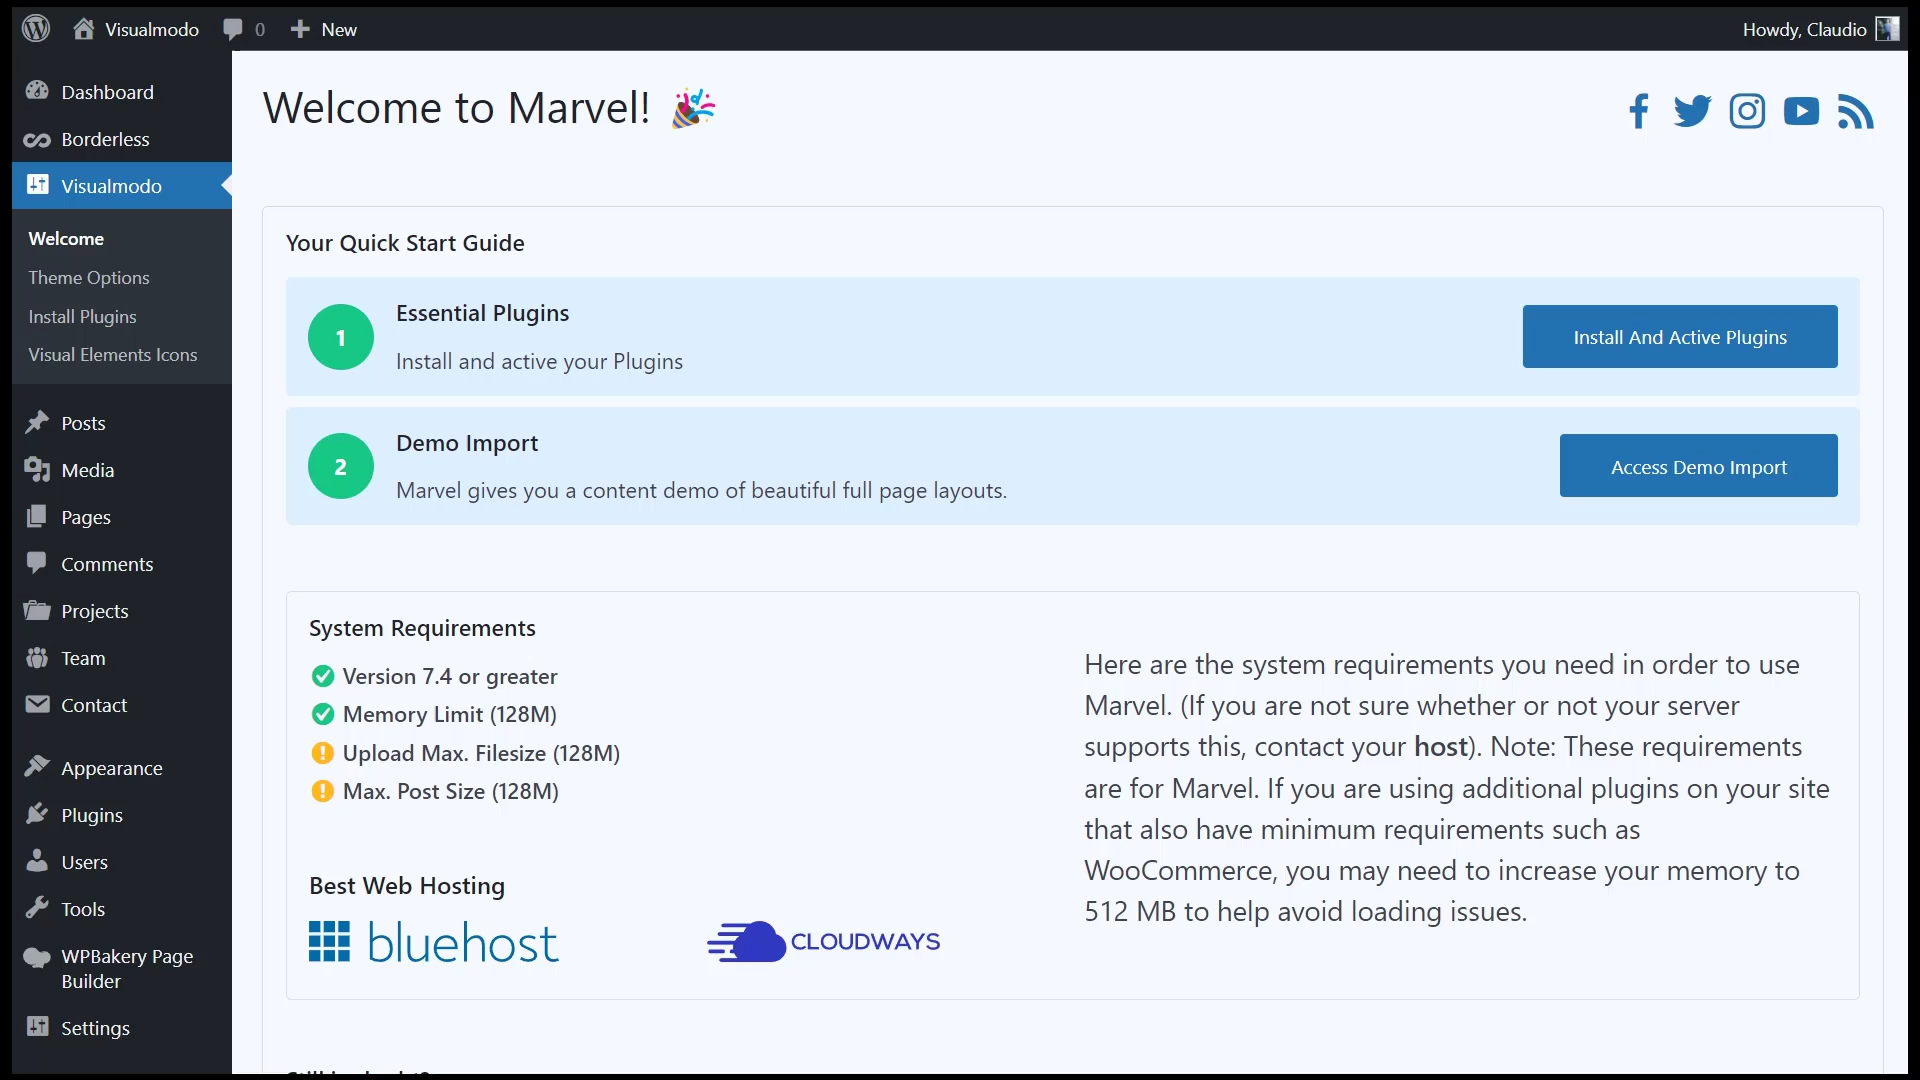 Visualmodo
0
New
Howdy, Claudio
Dashboard
Borderless
Visualmodo
Welcome
Theme Options
Install Plugins
Visual Elements Icons
Posts
Media
Pages
Comments
Projects
Team
Contact
Appearance
Plugins
Users
Tools
WPBakery Page
Builder
Settings
Welcome to Marvel!
Your Quick Start Guide
1
Essential Plugins
Install and active your Plugins
Install And Active Plugins
2
Demo Import
Marvel gives you a content demo of beautiful full page layouts.
Access Demo Import
System Requirements
Version 7.4 or greater
Memory Limit (128M)
Upload Max. Filesize (128M)
Max. Post Size (128M)
Best Web Hosting
bluehost
CLOUDWAYS
Here are the system requirements you need in order to use
Marvel. (If you are not sure whether or not your server
supports this, contact your host). Note: These requirements
are for Marvel. If you are using additional plugins on your site
that also have minimum requirements such as
WooCommerce, you may need to increase your memory to
512 MB to help avoid loading issues.